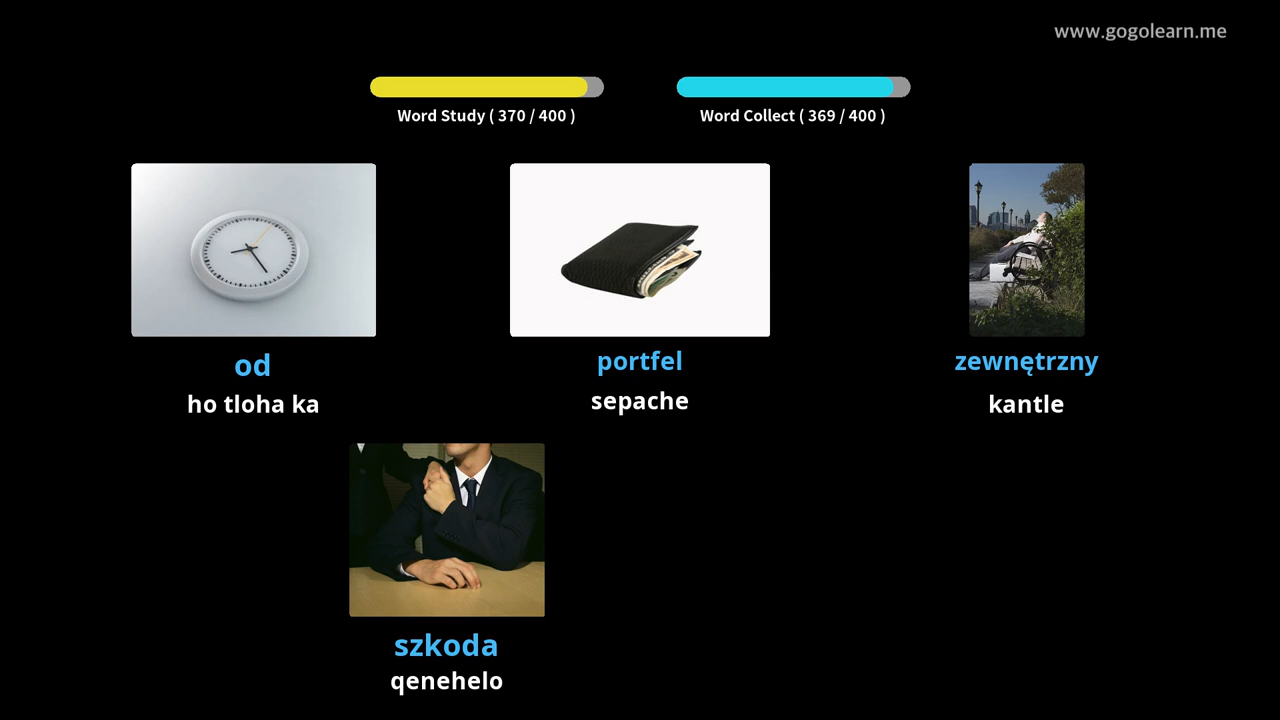 www.gogolearn.me
Word Study ( 370 / 400 )
Word Collect ( 369 / 400 )
od
ho tloha ka
portfel
sepache
zewnętrzny
kantle
szkoda
qenehelo